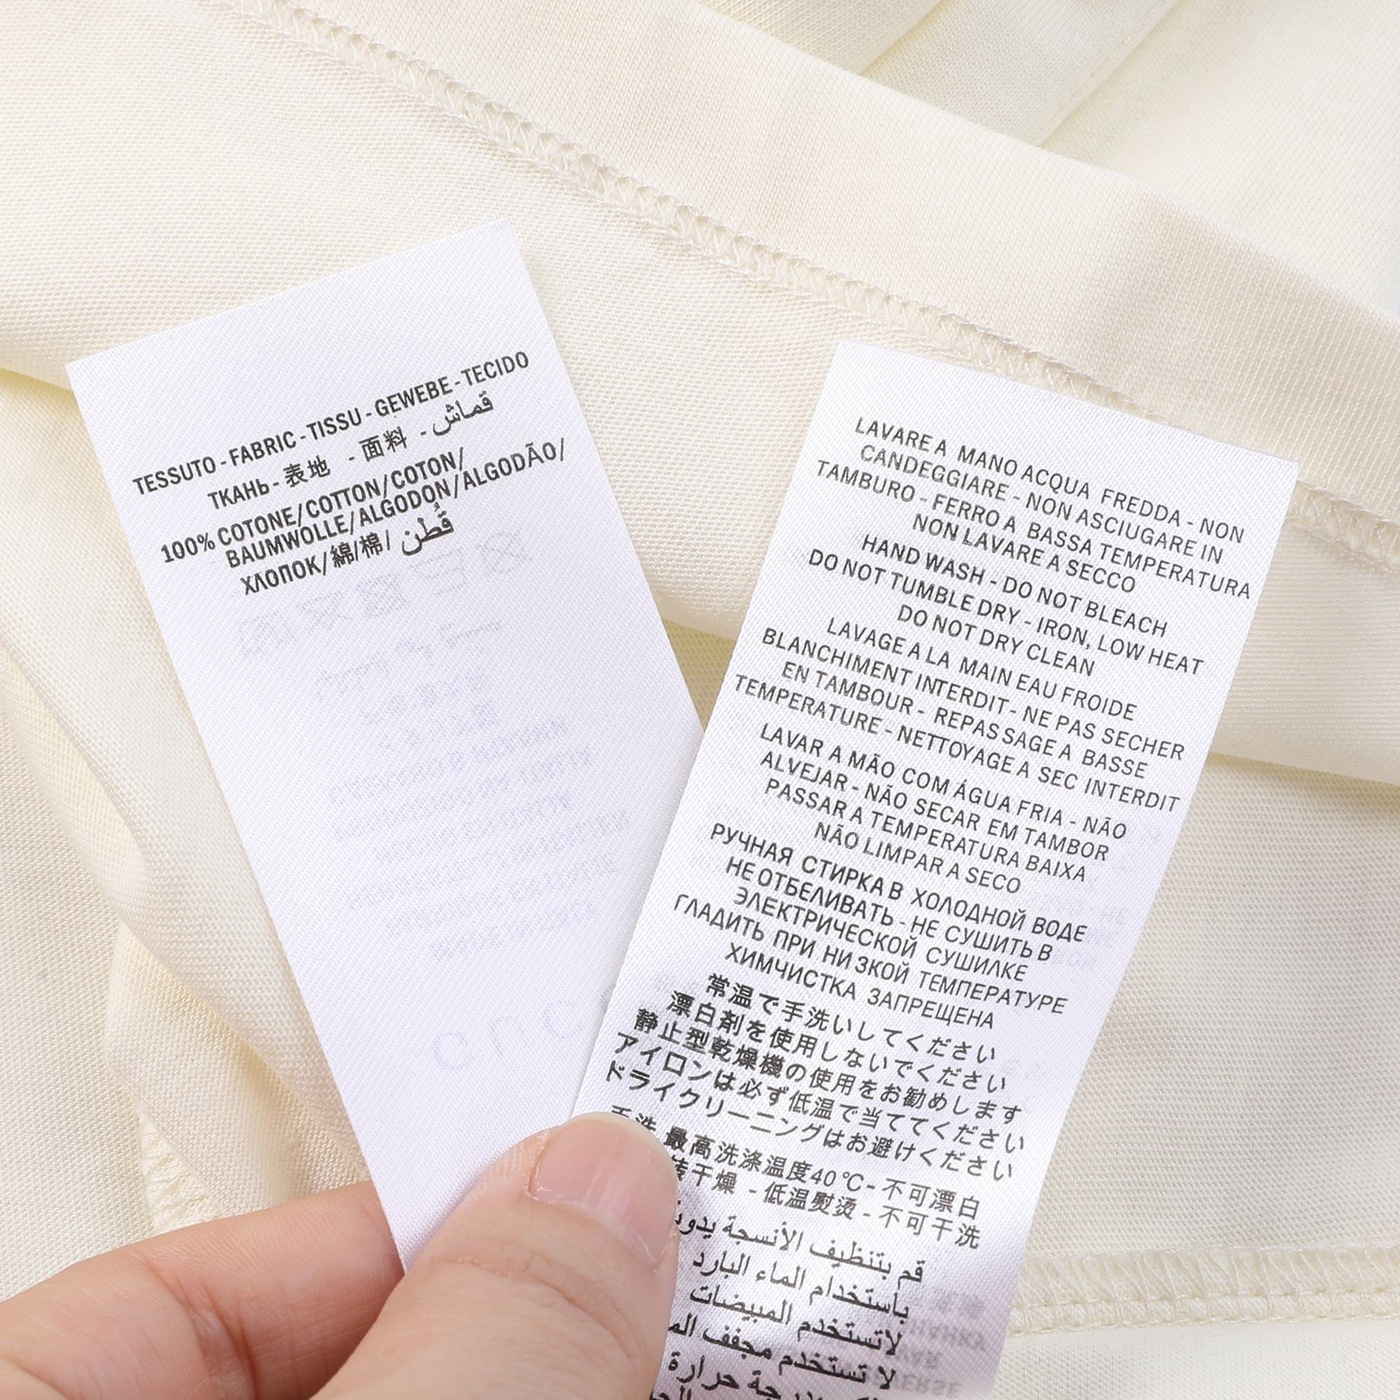 TESSUTO - FABRIC - TISSU - GEWEBE - TECIDO
ТКАНЬ - 表地 - 面料 - قماش
100% COTONE/COTTON/COTON/
BAUMWOLLE/ALGODON/ALGODÃO/
ХЛОПОК/綿/棉/ قُطن
LAVARE A MANO ACQUA FREDDA - NON
CANDEGGIARE - NON ASCIUGARE IN
TAMBURO - FERRO A BASSA TEMPERATURA
NON LAVARE A SECCO
HAND WASH - DO NOT BLEACH
DO NOT TUMBLE DRY - IRON, LOW HEAT
DO NOT DRY CLEAN
LAVAGE A LA MAIN EAU FROIDE
BLANCHIMENT INTERDIT - NE PAS SECHER
EN TAMBOUR - REPASSAGE A BASSE
TEMPERATURE - NETTOYAGE A SEC INTERDIT
LAVAR A MÃO COM ÁGUA FRIA - NÃO
ALVEJAR - NÃO SECAR EM TAMBOR
PASSAR A TEMPERATURA BAIXA
NÃO LIMPAR A SECO
РУЧНАЯ СТИРКА В ХОЛОДНОЙ ВОДЕ
НЕ ОТБЕЛИВАТЬ - НЕ СУШИТЬ В
ЭЛЕКТРИЧЕСКОЙ СУШИЛКЕ
ГЛАДИТЬ ПРИ НИЗКОЙ ТЕМПЕРАТУРЕ
ХИМЧИСТКА ЗАПРЕЩЕНА
常温で手洗いしてください
漂白剤を使用しないでください
静止型乾燥機の使用をお勧めします
アイロンは必ず低温で当ててください
ドライクリーニングはお避けください
手洗 最高洗涤温度40℃- 不可漂白
装干燥 - 低温熨烫 - 不可干洗
قم بتنظيف الأنسجة
باستخدام الماء البارد
لاتستخدم المبيضات
لا تستخدم مجفف
حرارة